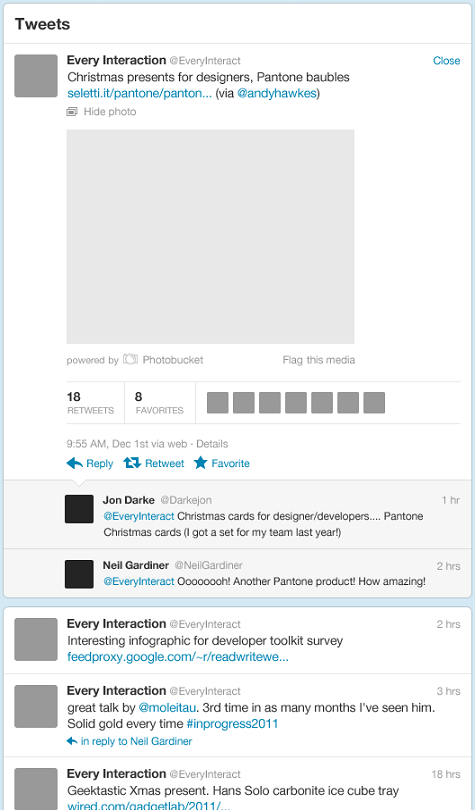 Tweets
Every Interaction @EveryInteract Close
Christmas presents for designers, Pantone baubles
seletti.it/pantone/panton... (via @andyhawkes)
Hide photo
powered by Photobucket Flag this media
18 8
RETWEETS FAVORITES
9:55 AM, Dec 1st via web · Details
Reply Retweet Favorite
Jon Darke @Darkejon 1 hr
@EveryInteract Christmas cards for designer/developers.... Pantone
Christmas cards (I got a set for my team last year!)
Neil Gardiner @NeilGardiner 2 hrs
@EveryInteract Oooooooh! Another Pantone product! How amazing!
Every Interaction @EveryInteract 2 hrs
Interesting infographic for developer toolkit survey
feedproxy.google.com/~r/readwritewe...
Every Interaction @EveryInteract 3 hrs
great talk by @moleitau. 3rd time in as many months I've seen him.
Solid gold every time #inprogress2011
in reply to Neil Gardiner
Every Interaction @EveryInteract 18 hrs
Geektastic Xmas present. Hans Solo carbonite ice cube tray
wired.com/gadgetlab/2011/...